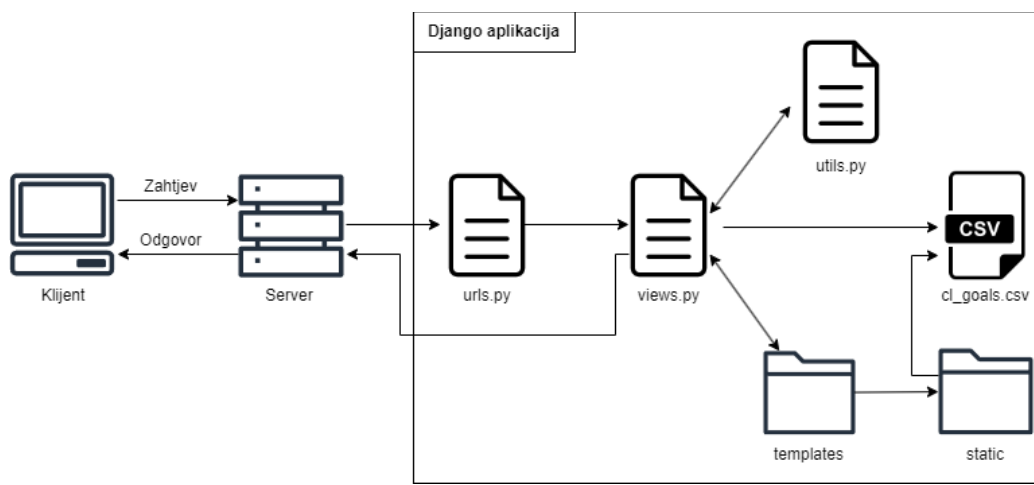 Django aplikacija
utils.py
Zahtjev
Odgovor
CSV
Klijent
Server
urls.py
views.py
cl_goals.csv
templates
static